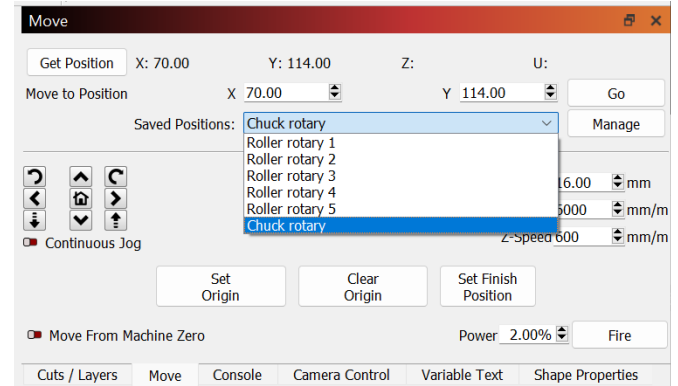 Move
Get Position X: 70.00 Y: 114.00 Z: U:
Move to Position X 70.00 Y 114.00 Go
Saved Positions: Chuck rotary Manage
Roller rotary 1
Roller rotary 2
Roller rotary 3
Roller rotary 4
Roller rotary 5
Chuck rotary
16.00 mm
6000 mm/m
Continuous Jog Z-Speed 600 mm/m
Set Origin
Clear Origin
Set Finish Position
Move From Machine Zero Power 2.00% Fire
Cuts / Layers Move Console Camera Control Variable Text Shape Properties